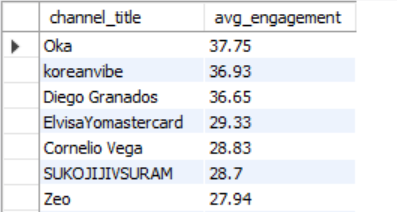 channel_title avg_engagement
Oka 37.75
koreanvibe 36.93
Diego Granados 36.65
ElvisaYomastercard 29.33
Cornelio Vega 28.83
SUKOJIJIVSURAM 28.7
Zeo 27.94